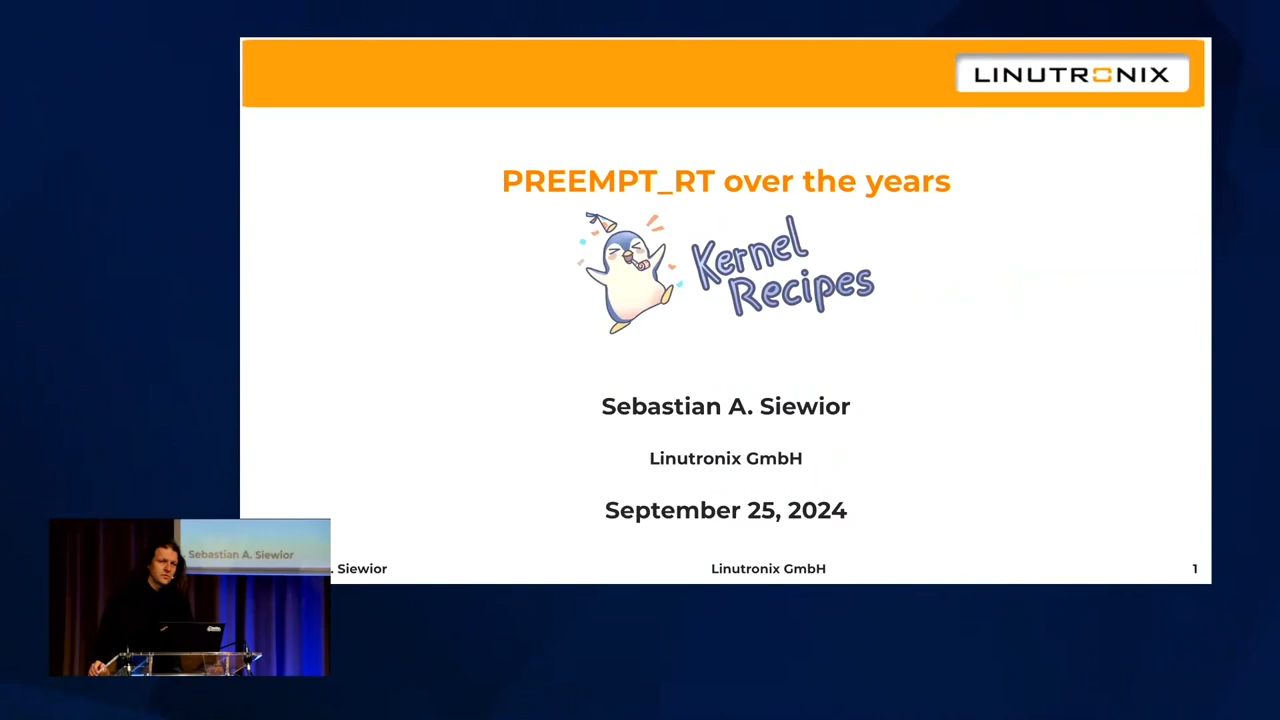 LINUTRONIX
PREEMPT_RT over the years
Kernel
Recipes
Sebastian A. Siewior
Linutronix GmbH
September 25, 2024
Sebastian A. Siewior
. Siewior
Linutronix GmbH
1